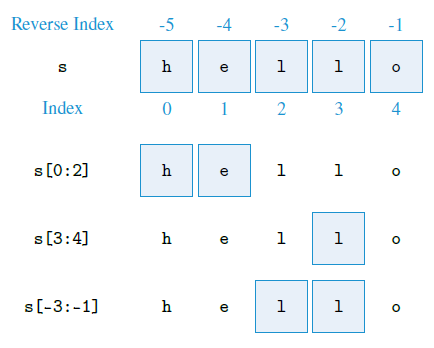 Reverse Index -5 -4 -3 -2 -1
s h e l l o
Index 0 1 2 3 4
s[0:2] h e l l o
s[3:4] h e l l o
s[-3:-1] h e l l o